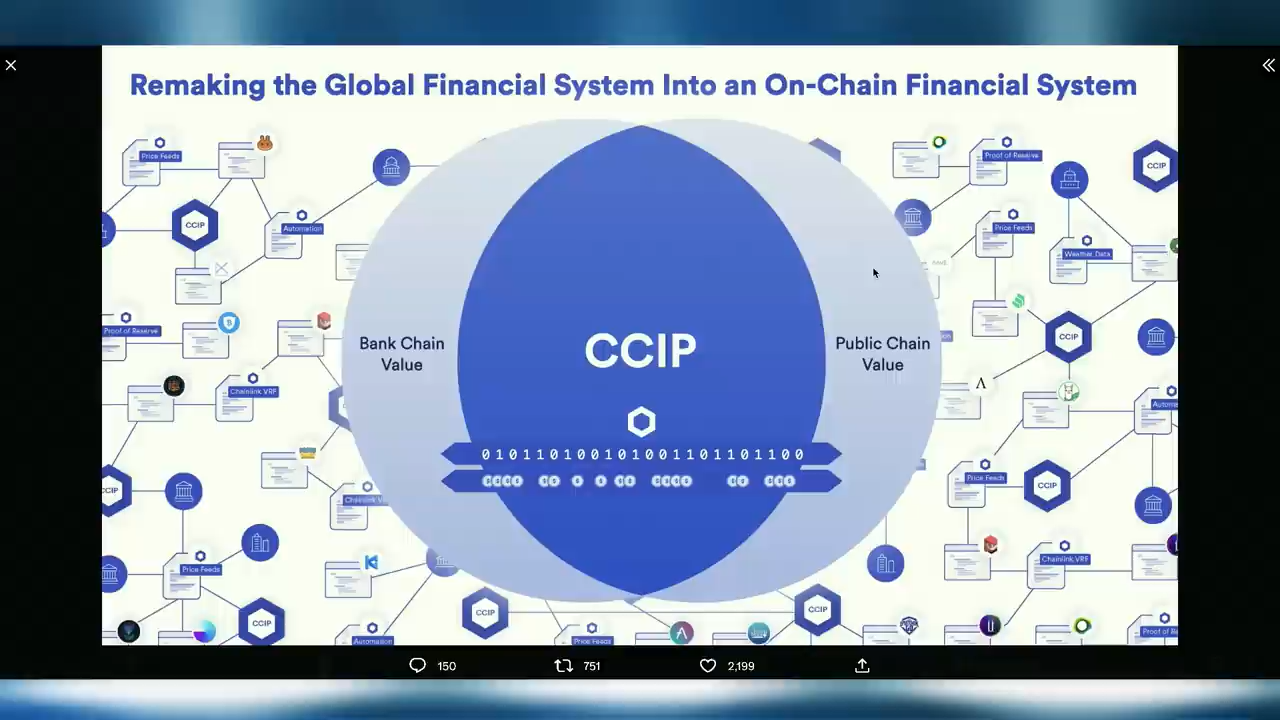 Remaking the Global Financial System Into an On-Chain Financial System
Price Feeds
Proof of Reserve
CCIP
CCIP
Automation
Price Feeds
Weather Data
Proof of Reserve
CCIP
Bank Chain
Value
CCIP
Public Chain
Value
Chainlink VRF
0 1 0 1 1 0 1 0 0 1 0 1 0 0 1 1 0 1 1 0 1 1 0 0
Price Feeds
CCIP
Chainlink VRF
Price Feeds
CCIP
CCIP
CCIP
Automation
Price Feeds
150
751
2,199